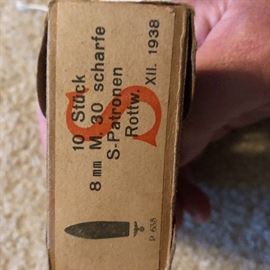 10 Stück
8 mm M. 30 scharfe
S-Patronen
Rottw. XII. 1938
S
P. 635